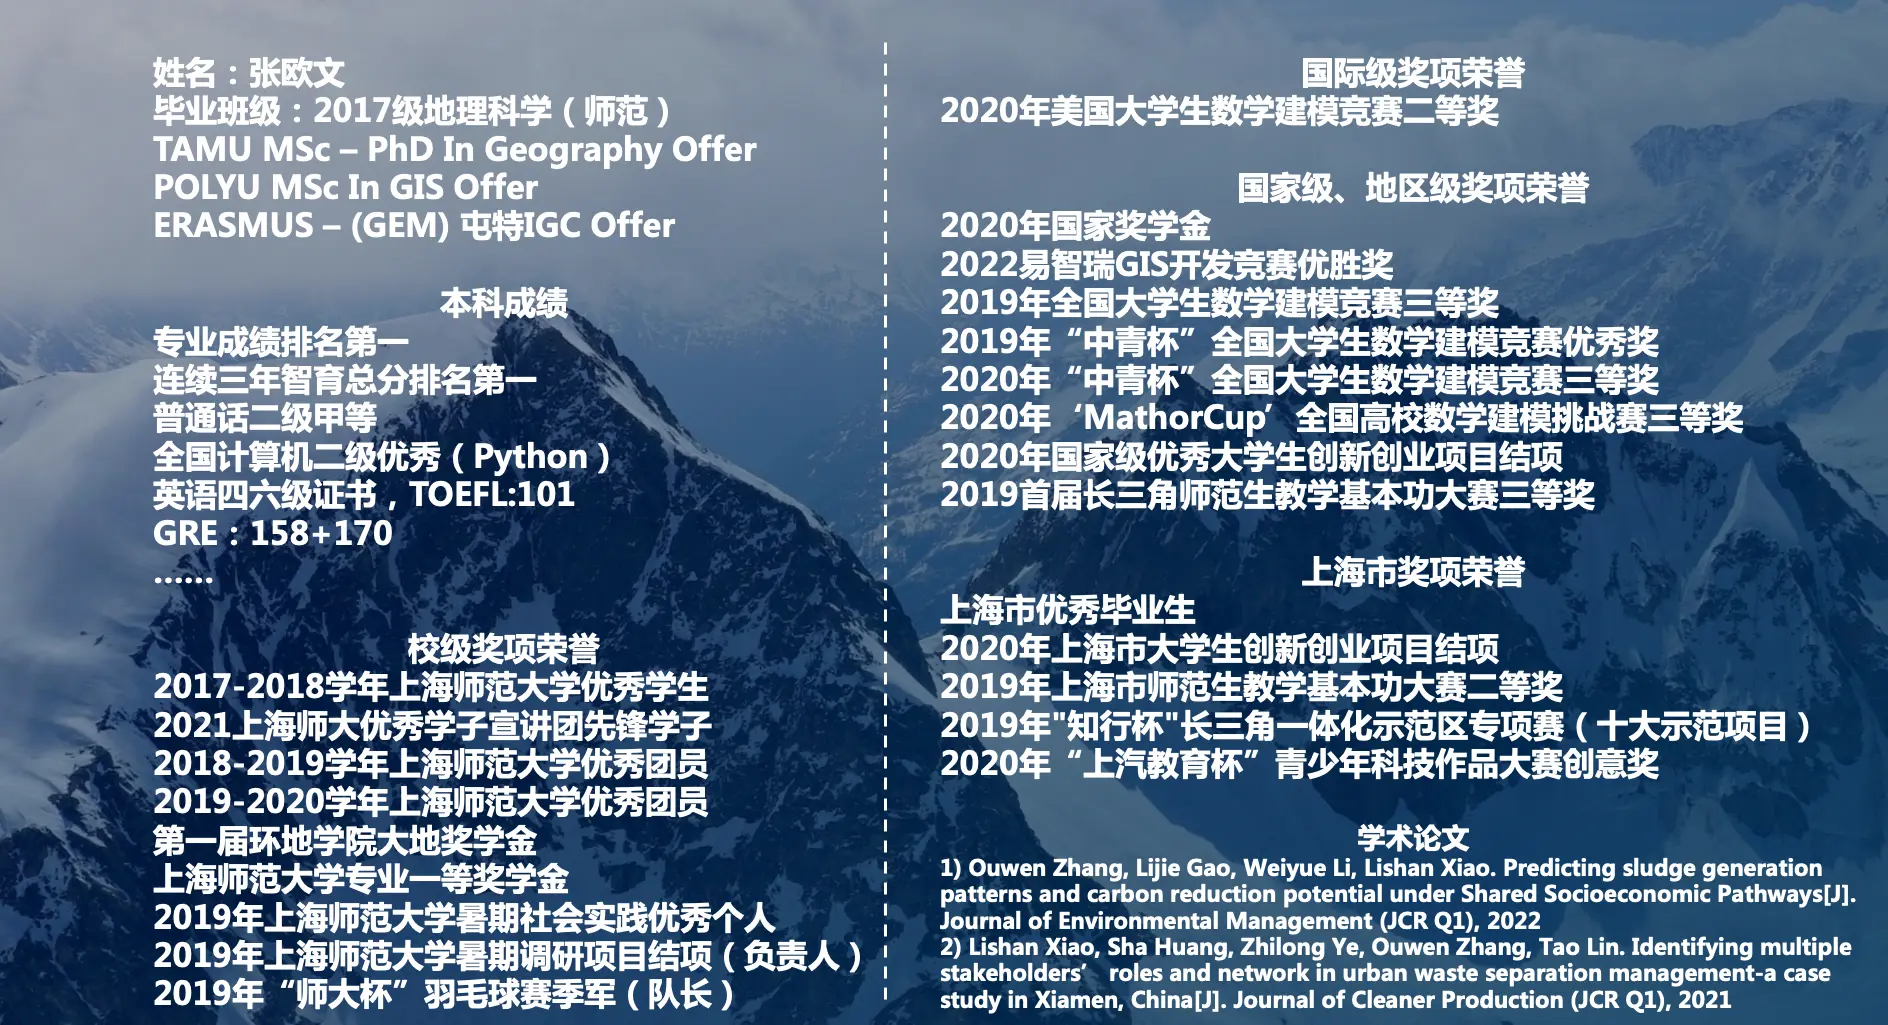 姓名：张欧文
毕业班级：2017级地理科学（师范）
TAMU MSc – PhD In Geography Offer
POLYU MSc In GIS Offer
ERASMUS – (GEM) 屯特IGC Offer
本科成绩
专业成绩排名第一
连续三年智育总分排名第一
普通话二级甲等
全国计算机二级优秀（Python）
英语四六级证书，TOEFL:101
GRE：158+170
……
校级奖项荣誉
2017-2018学年上海师范大学优秀学生
2021上海师大优秀学子宣讲团先锋学子
2018-2019学年上海师范大学优秀团员
2019-2020学年上海师范大学优秀团员
第一届环地学院大地奖学金
上海师范大学专业一等奖学金
2019年上海师范大学暑期社会实践优秀个人
2019年上海师范大学暑期调研项目结项（负责人）
2019年“师大杯”羽毛球赛季军（队长）
国际级奖项荣誉
2020年美国大学生数学建模竞赛二等奖
国家级、地区级奖项荣誉
2020年国家奖学金
2022易智瑞GIS开发竞赛优胜奖
2019年全国大学生数学建模竞赛三等奖
2019年“中青杯”全国大学生数学建模竞赛优秀奖
2020年“中青杯”全国大学生数学建模竞赛三等奖
2020年‘MathorCup’全国高校数学建模挑战赛三等奖
2020年国家级优秀大学生创新创业项目结项
2019首届长三角师范生教学基本功大赛三等奖
上海市奖项荣誉
上海市优秀毕业生
2020年上海市大学生创新创业项目结项
2019年上海市师范生教学基本功大赛二等奖
2019年"知行杯"长三角一体化示范区专项赛（十大示范项目）
2020年“上汽教育杯”青少年科技作品大赛创意奖
学术论文
1) Ouwen Zhang, Lijie Gao, Weiyue Li, Lishan Xiao. Predicting sludge generation
patterns and carbon reduction potential under Shared Socioeconomic Pathways[J].
Journal of Environmental Management (JCR Q1), 2022
2) Lishan Xiao, Sha Huang, Zhilong Ye, Ouwen Zhang, Tao Lin. Identifying multiple
stakeholders’ roles and network in urban waste separation management-a case
study in Xiamen, China[J]. Journal of Cleaner Production (JCR Q1), 2021